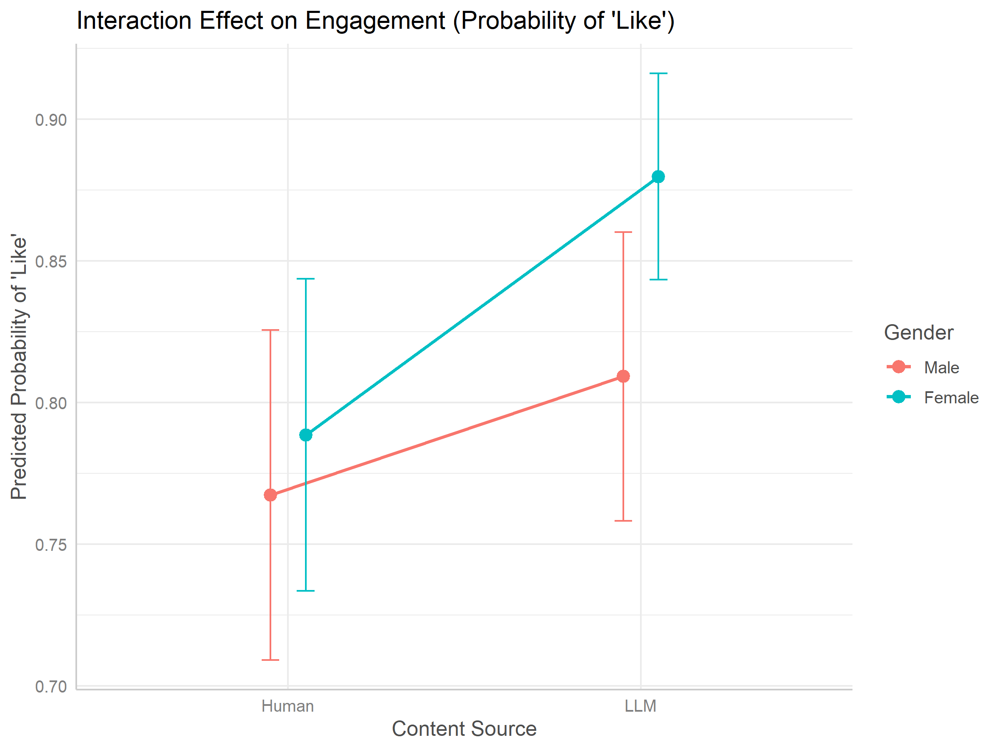 Interaction Effect on Engagement (Probability of 'Like')
Predicted Probability of 'Like'
0.90
0.85
0.80
0.75
0.70
Human
LLM
Content Source
Gender
Male
Female